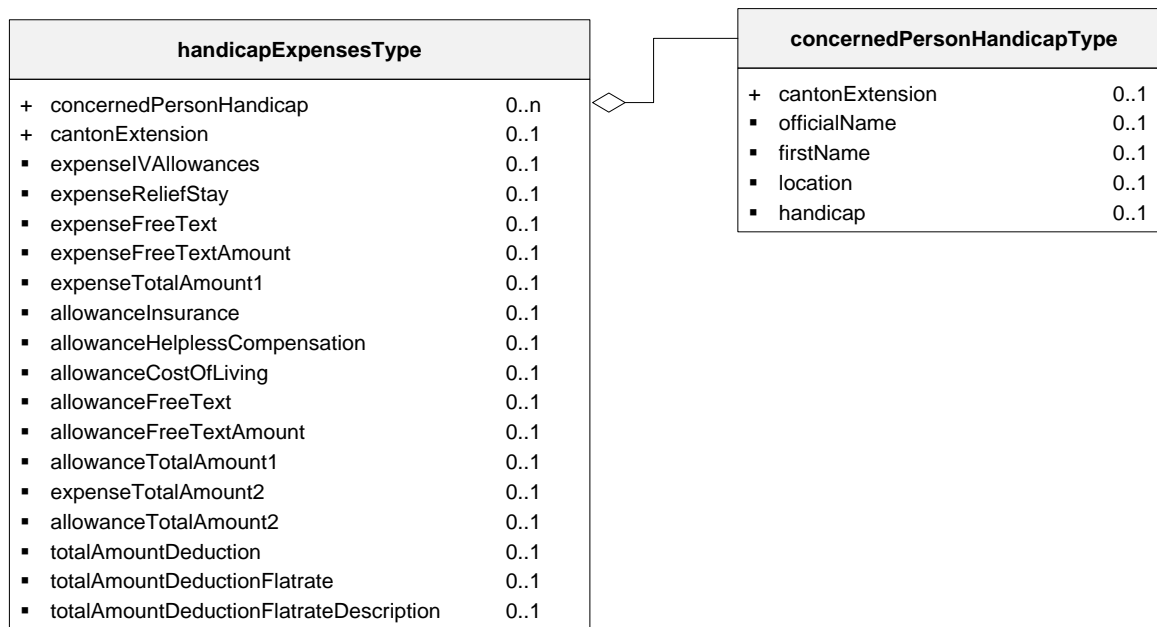 handicapExpensesType
+ concernedPersonHandicap 0..n
+ cantonExtension 0..1
▪ expenseIVAllowances 0..1
▪ expenseReliefStay 0..1
▪ expenseFreeText 0..1
▪ expenseFreeTextAmount 0..1
▪ expenseTotalAmount1 0..1
▪ allowanceInsurance 0..1
▪ allowanceHelplessCompensation 0..1
▪ allowanceCostOfLiving 0..1
▪ allowanceFreeText 0..1
▪ allowanceFreeTextAmount 0..1
▪ allowanceTotalAmount1 0..1
▪ expenseTotalAmount2 0..1
▪ allowanceTotalAmount2 0..1
▪ totalAmountDeduction 0..1
▪ totalAmountDeductionFlatrate 0..1
▪ totalAmountDeductionFlatrateDescription 0..1
concernedPersonHandicapType
+ cantonExtension 0..1
▪ officialName 0..1
▪ firstName 0..1
▪ location 0..1
▪ handicap 0..1